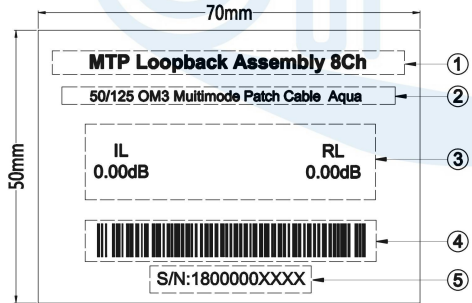 70mm
MTP Loopback Assembly 8Ch ①
50/125 OM3 Multimode Patch Cable Aqua ②
50mm
IL RL ③
0.00dB 0.00dB
④
S/N:1800000XXXX ⑤